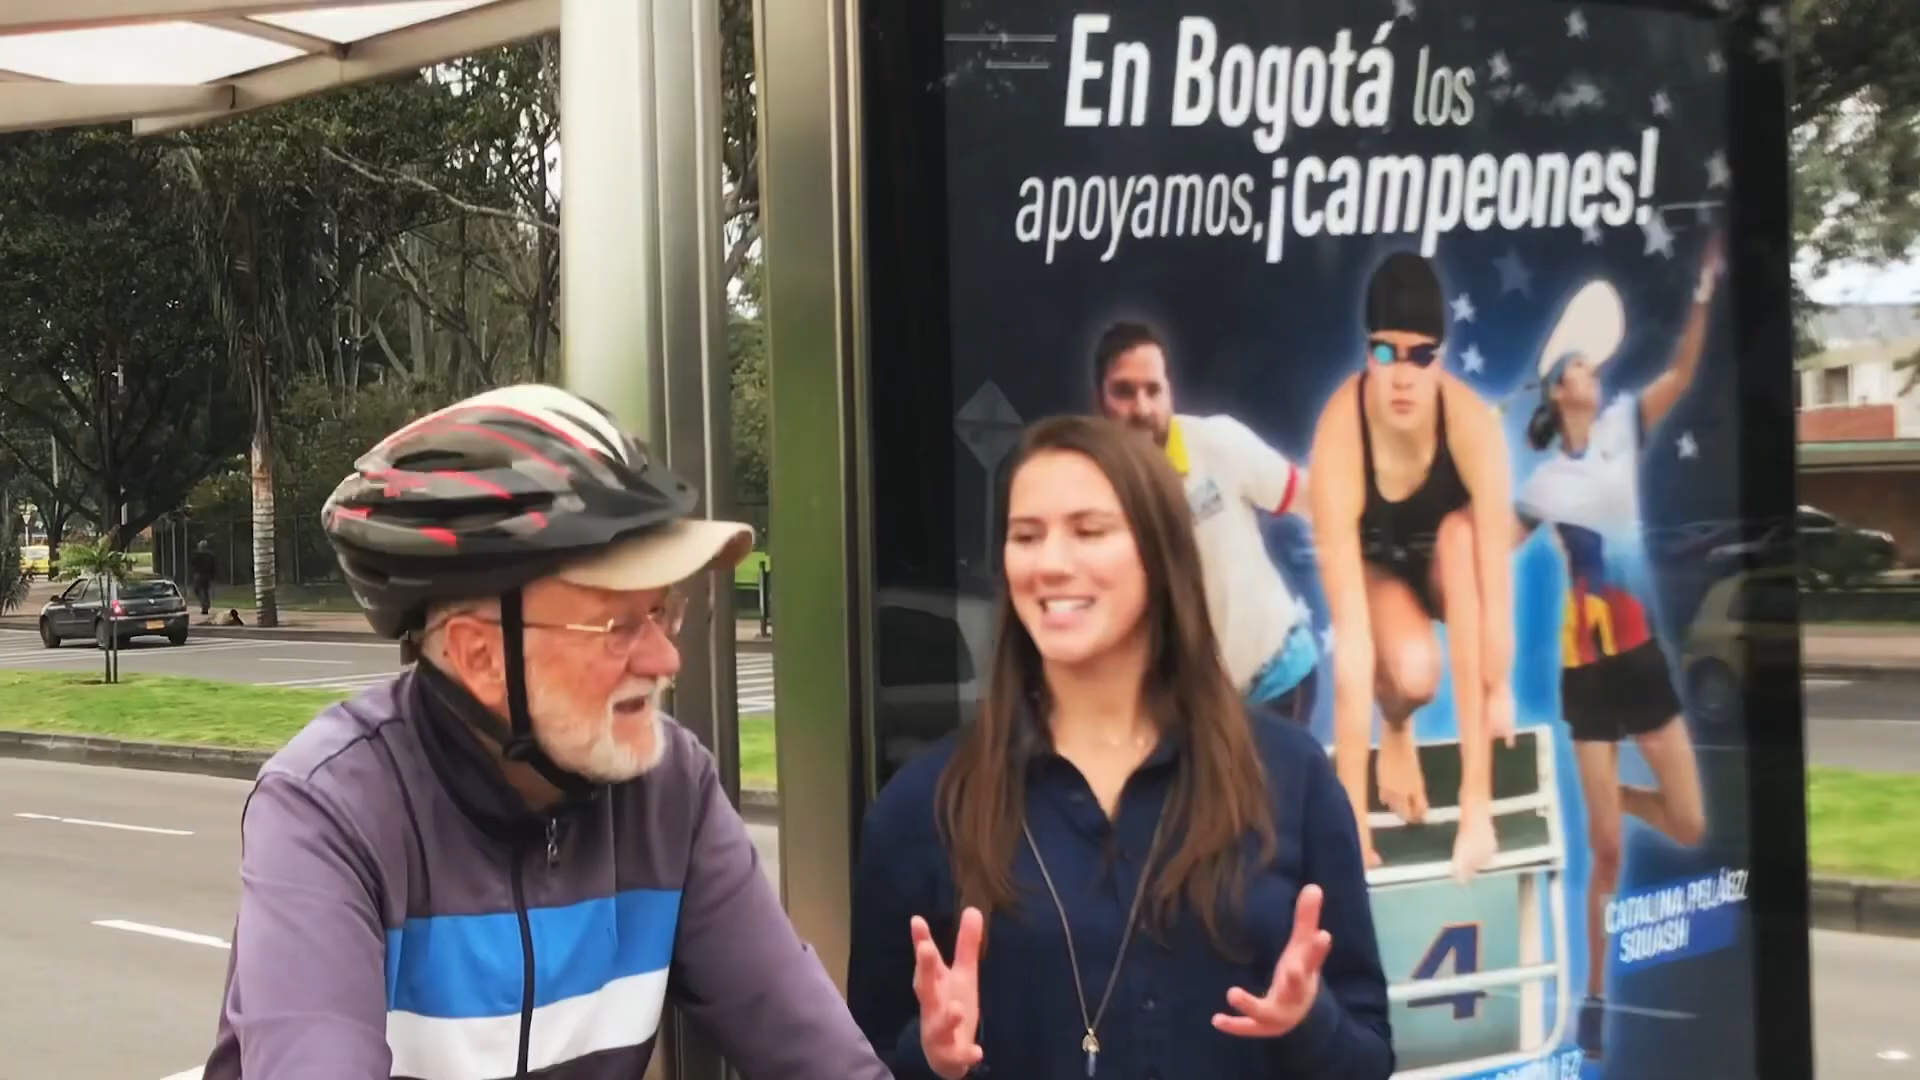 En Bogotá los
apoyamos, ¡campeones!
CATALINA PELÁEZ
SQUASH
4